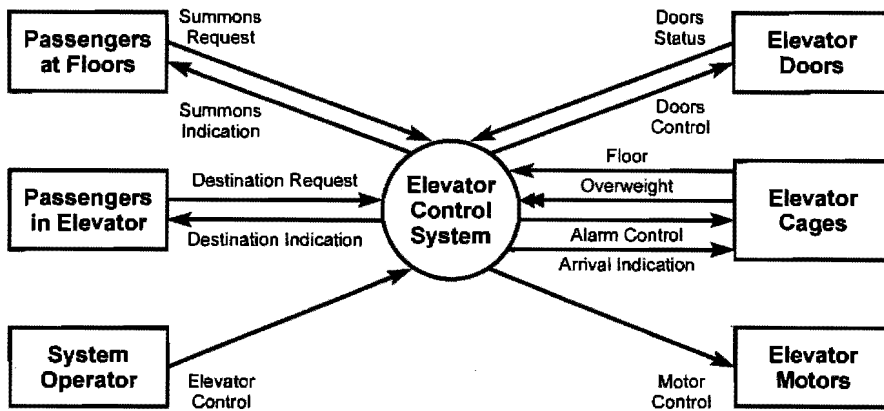 Passengers
at Floors
Summons
Request
Summons
Indication
Doors
Status
Doors
Control
Elevator
Doors
Passengers
in Elevator
Destination Request
Destination Indication
Elevator
Control
System
Floor
Overweight
Alarm Control
Arrival Indication
Elevator
Cages
System
Operator
Elevator
Control
Motor
Control
Elevator
Motors